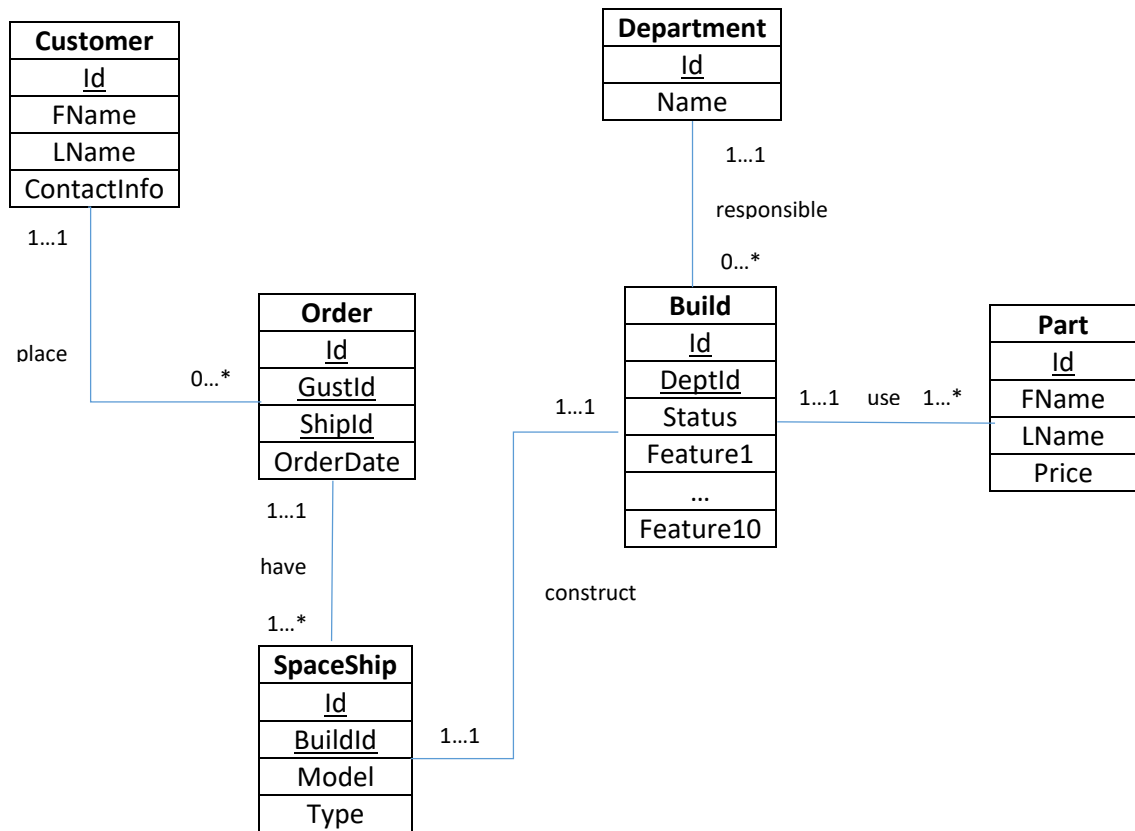 Customer
Id
FName
LName
ContactInfo
1...1
place
0...*
Department
Id
Name
1...1
responsible
0...*
Order
Id
GustId
ShipId
OrderDate
1...1
have
1...*
Build
Id
DeptId
Status
Feature1
...
Feature10
1...1 use 1...*
Part
Id
FName
LName
Price
1...1
construct
1...1
SpaceShip
Id
BuildId
Model
Type